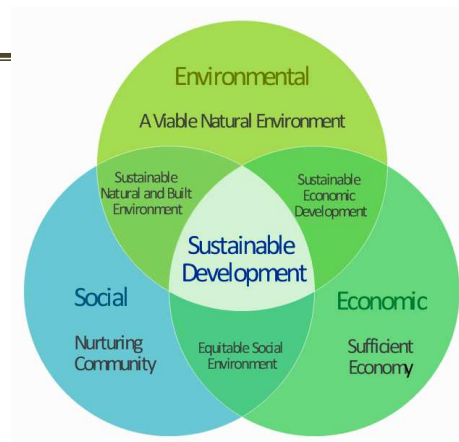 Environmental
A Viable Natural Environment
Sustainable
Natural and Built
Environment
Sustainable
Economic
Development
Sustainable
Development
Social
Nurturing
Community
Equitable Social
Environment
Economic
Sufficient
Economy